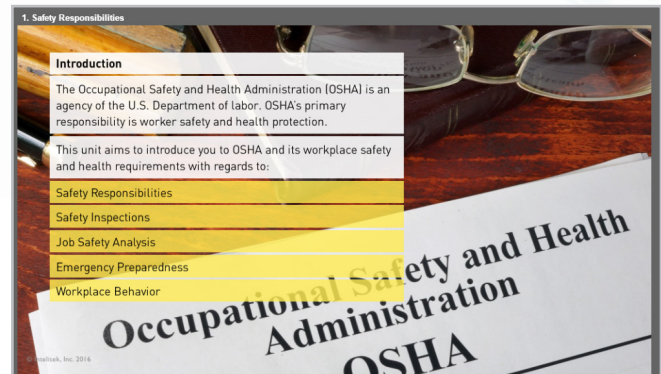 1. Safety Responsibilities
Introduction
The Occupational Safety and Health Administration (OSHA) is an
agency of the U.S. Department of labor. OSHA's primary
responsibility is worker safety and health protection.
This unit aims to introduce you to OSHA and its workplace safety
and health requirements with regards to:
Safety Responsibilities
Safety Inspections
Job Safety Analysis
Emergency Preparedness
Workplace Behavior
Occupational Safety and Health
Administration
OSHA
Inc. 2016